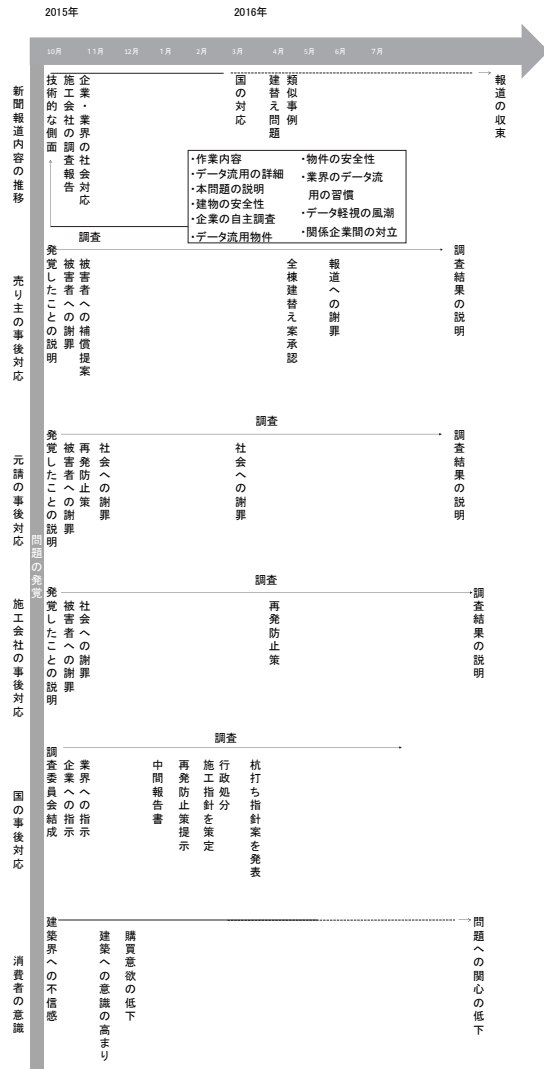 2015年
2016年
10月
11月
12月
1月
2月
3月
4月
5月
6月
7月
問題の発覚
新聞報道内容の推移
技術的な側面
施工会社の調査報告
企業・業界の社会対応
国の対応
建替え問題
類似事例
報道の収束
・作業内容
・データ流用の詳細
・本問題の説明
・建物の安全性
・企業の自主調査
・データ流用物件
・物件の安全性
・業界のデータ流
用の習慣
・データ軽視の風潮
・関係企業間の対立
売り主の事後対応
調査
発覚したことの説明
被害者への謝罪
被害者への補償提案
全棟建替え案承認
報道への謝罪
調査結果の説明
元請の事後対応
調査
発覚したことの説明
被害者への謝罪
再発防止策
社会への謝罪
社会への謝罪
調査結果の説明
施工会社の事後対応
調査
発覚したことの説明
被害者への謝罪
社会への謝罪
再発防止策
調査結果の説明
国の事後対応
調査
調査委員会結成
企業への指示
業界への指示
中間報告書
再発防止策提示
施工指針を策定
行政処分
杭打ち指針案を発表
消費者の意識
建築界への不信感
建築への意識の高まり
購買意欲の低下
問題への関心の低下